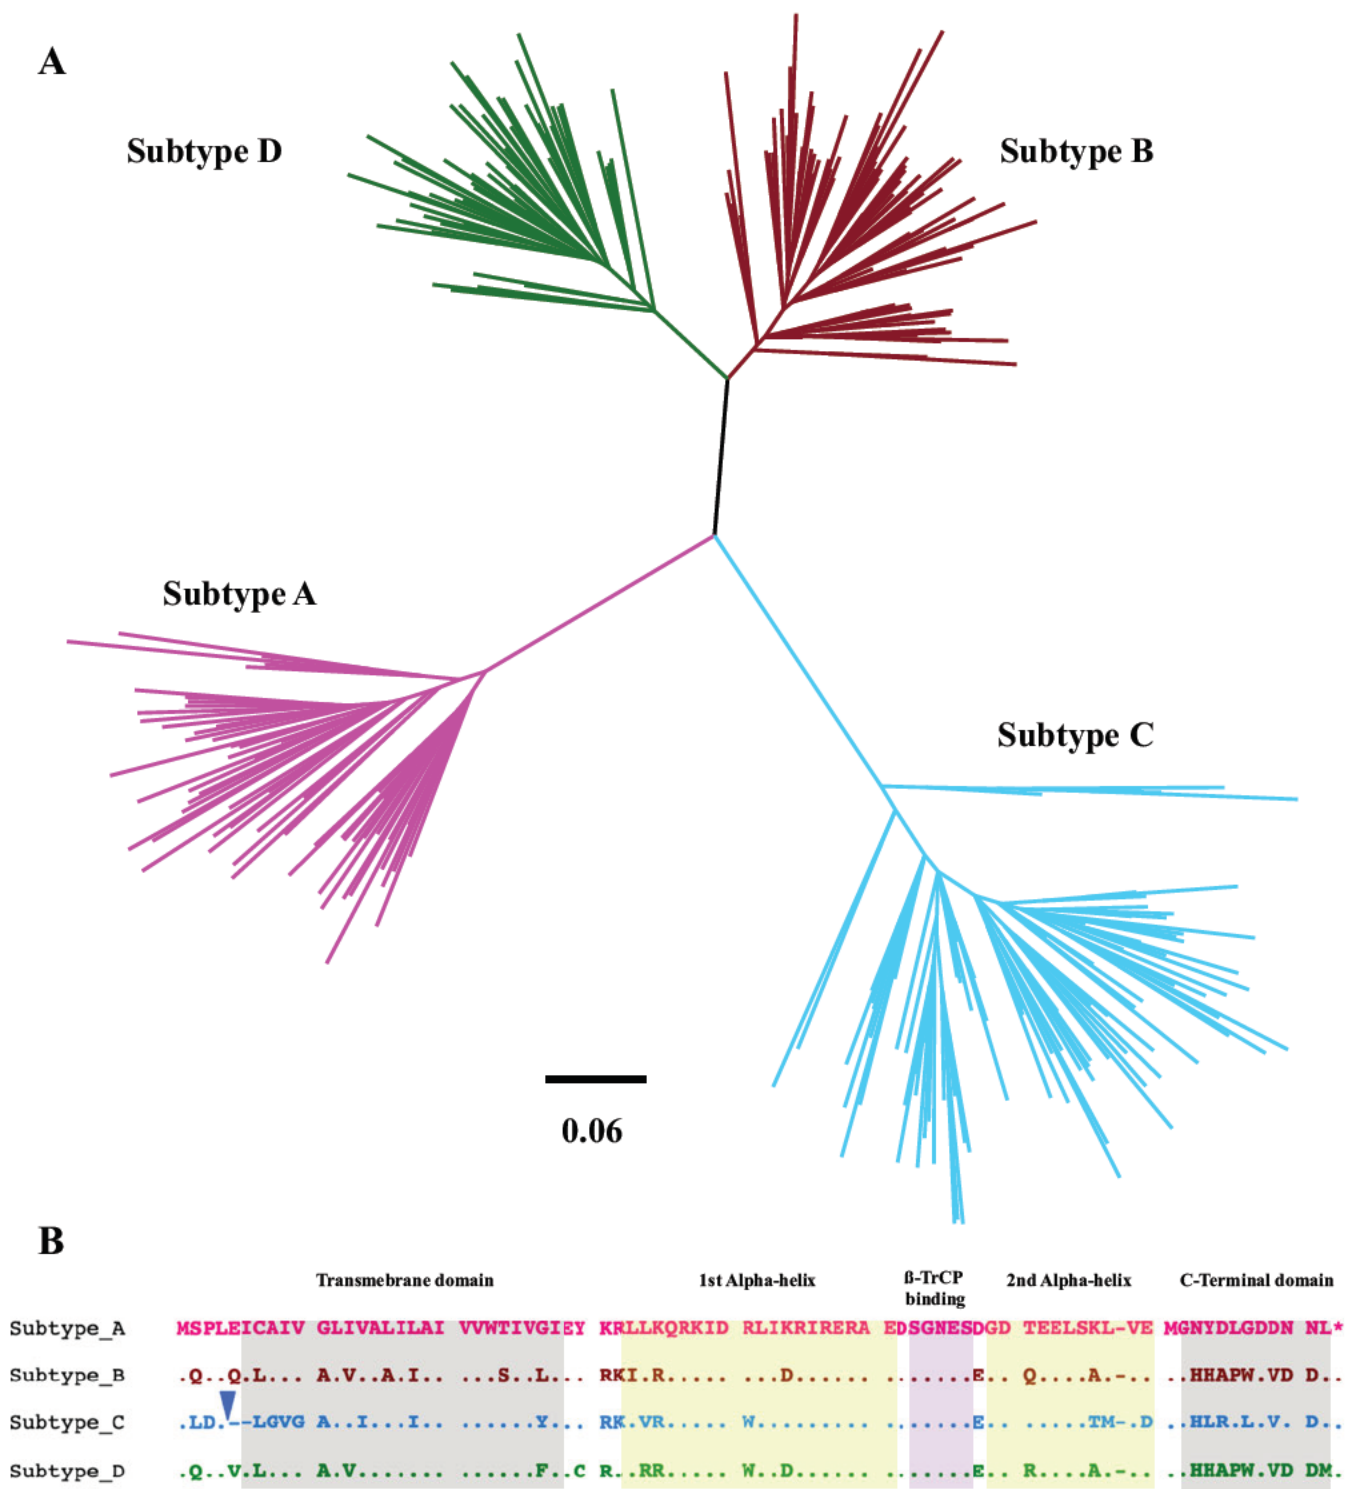 A
Subtype D
Subtype B
Subtype A
Subtype C
0.06
B
Transmebrane domain 1st Alpha-helix ß-TrCP binding 2nd Alpha-helix C-Terminal domain
Subtype_A MSPLEICAIV GLIVALILAI VVWTIVGIEY KRLLKQRKID RLIKRIRERA EDSGNESDGD TEELSKL-VE MGNYDLGDDN NL*
Subtype_B .Q..Q.L... A.V..A.I.. ...S..L... RKI.R..... ...D...... .......E.. Q....A.-.. ..HHAPW.VD D..
Subtype_C .LD.--LGVG A..I...I.. ......Y... RK.VR..... W......... .......E.. .....TM-.D ..HLR.L.V. D..
Subtype_D .Q..V.L... A.V....... ......F..C R..RR..... W..D...... .......E.. R....A.-.. ..HHAPW.VD DM.